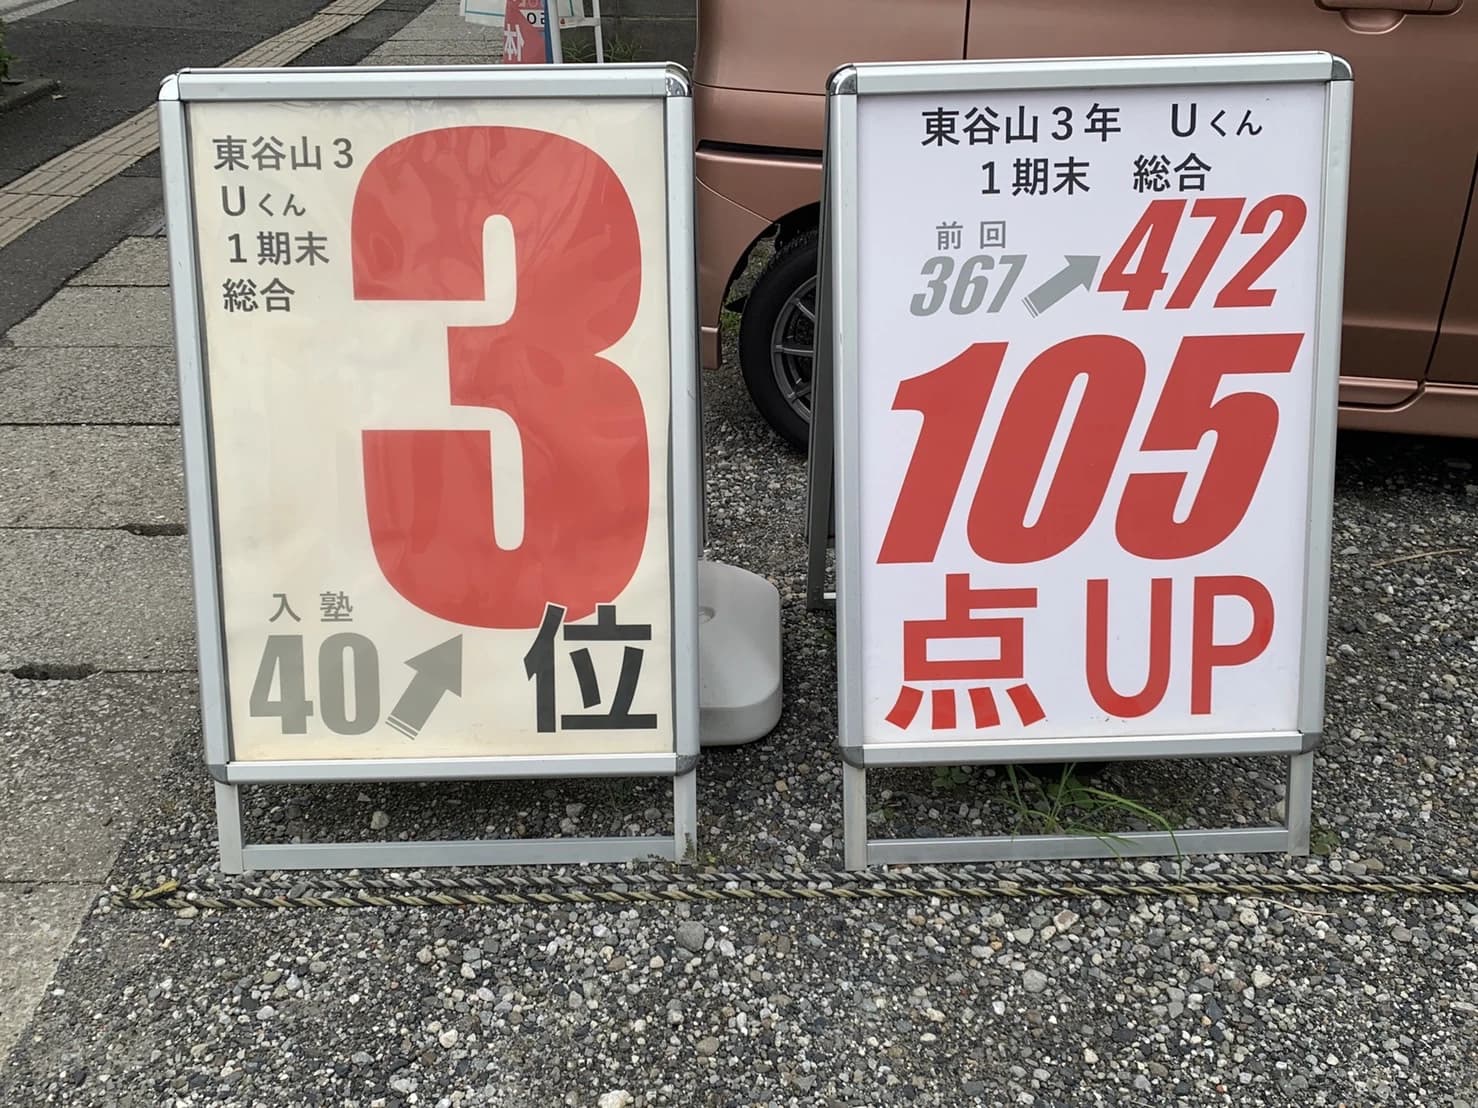 東谷山３
Ｕくん
１期末
総合
3
入塾
40
位
東谷山３年　Ｕくん
１期末　総合
前回
367
472
105
点UP
体